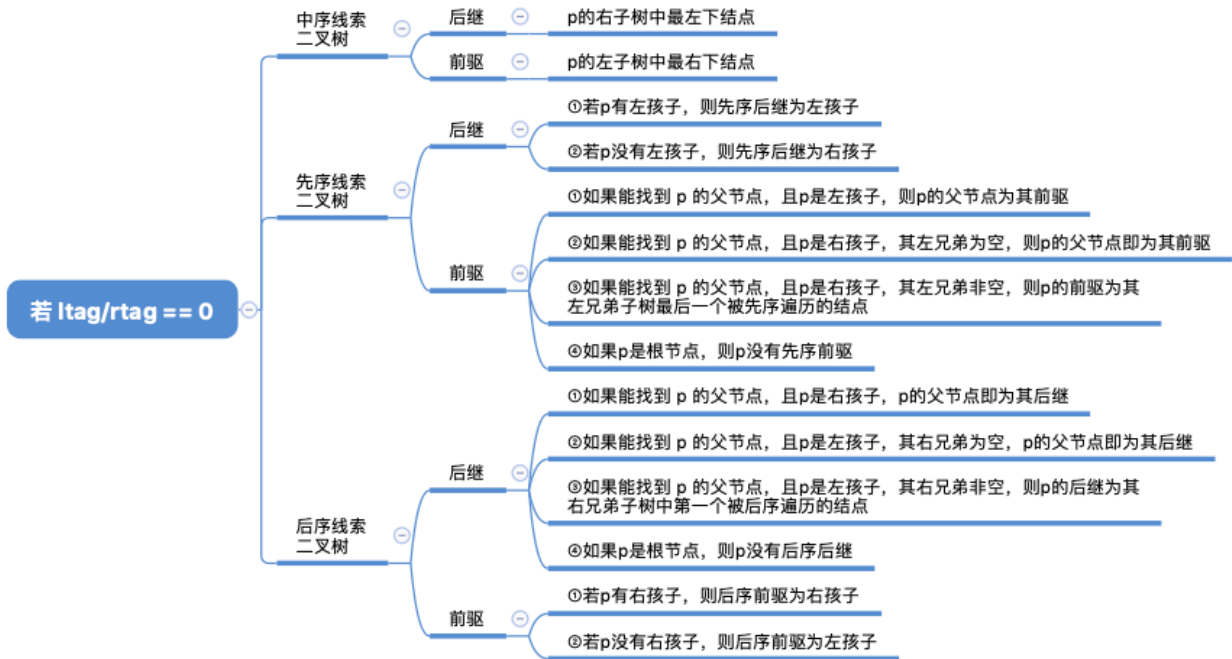 若 ltag/rtag == 0
中序线索
二叉树
后继
p的右子树中最左下结点
前驱
p的左子树中最右下结点
先序线索
二叉树
后继
①若p有左孩子，则先序后继为左孩子
②若p没有左孩子，则先序后继为右孩子
前驱
①如果能找到 p 的父节点，且p是左孩子，则p的父节点为其前驱
②如果能找到 p 的父节点，且p是右孩子，其左兄弟为空，则p的父节点即为其前驱
③如果能找到 p 的父节点，且p是右孩子，其左兄弟非空，则p的前驱为其
左兄弟子树最后一个被先序遍历的结点
④如果p是根节点，则p没有先序前驱
后序线索
二叉树
后继
①如果能找到 p 的父节点，且p是右孩子，p的父节点即为其后继
②如果能找到 p 的父节点，且p是左孩子，其右兄弟为空，p的父节点即为其后继
③如果能找到 p 的父节点，且p是左孩子，其右兄弟非空，则p的后继为其
右兄弟子树中第一个被后序遍历的结点
④如果p是根节点，则p没有后序后继
前驱
①若p有右孩子，则后序前驱为右孩子
②若p没有右孩子，则后序前驱为左孩子